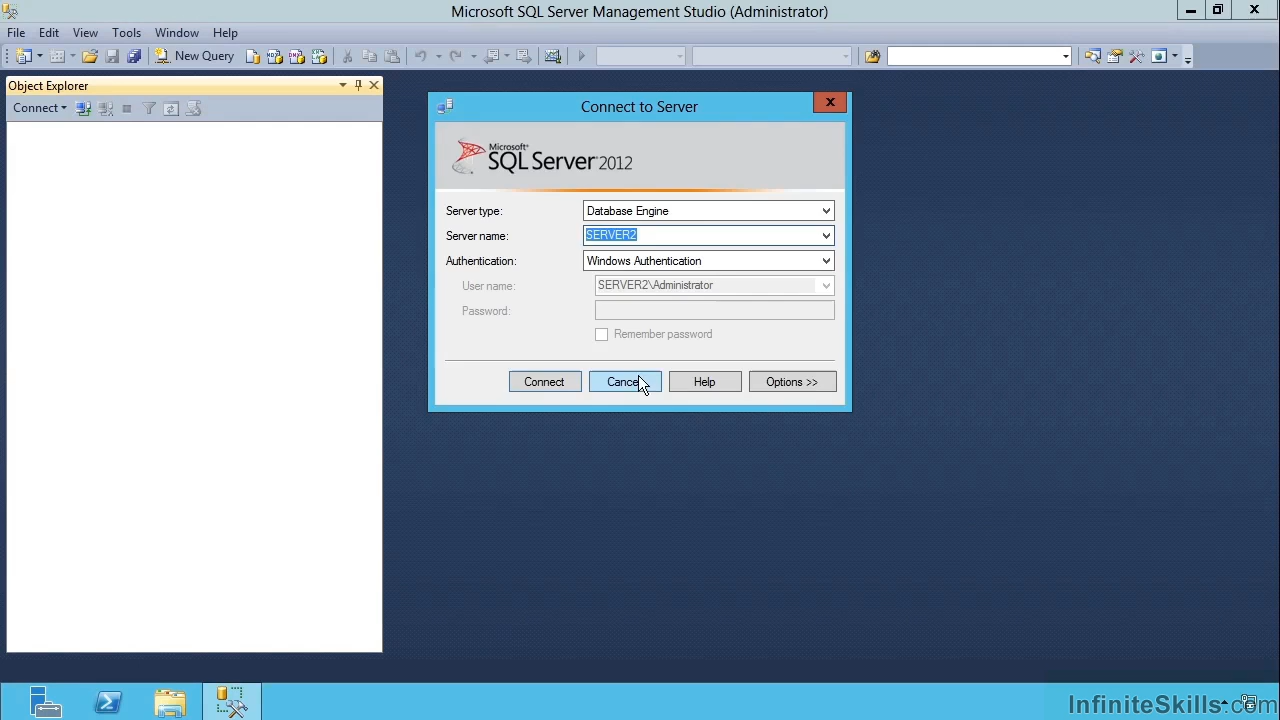 Microsoft SQL Server Management Studio (Administrator)
File Edit View Tools Window Help
New Query
Object Explorer
Connect
Connect to Server
Microsoft
SQL Server 2012
Server type: Database Engine
Server name: SERVER2
Authentication: Windows Authentication
User name: SERVER2\Administrator
Password:
Remember password
Connect Cancel Help Options >>
InfiniteSkills.com